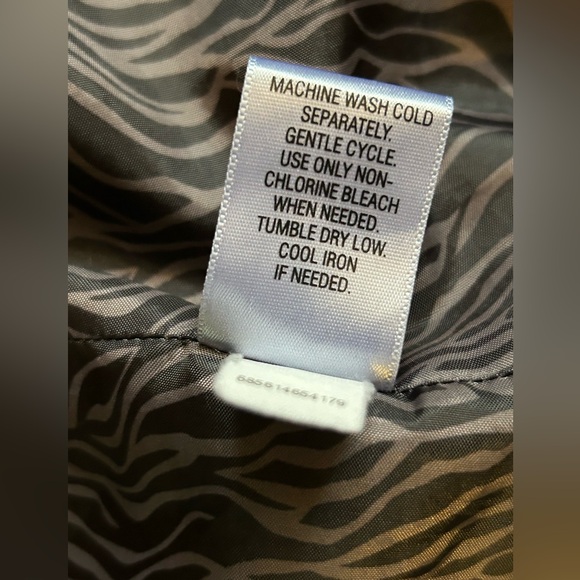 MACHINE WASH COLD
SEPARATELY.
GENTLE CYCLE.
USE ONLY NON-
CHLORINE BLEACH
WHEN NEEDED.
TUMBLE DRY LOW.
COOL IRON
IF NEEDED.